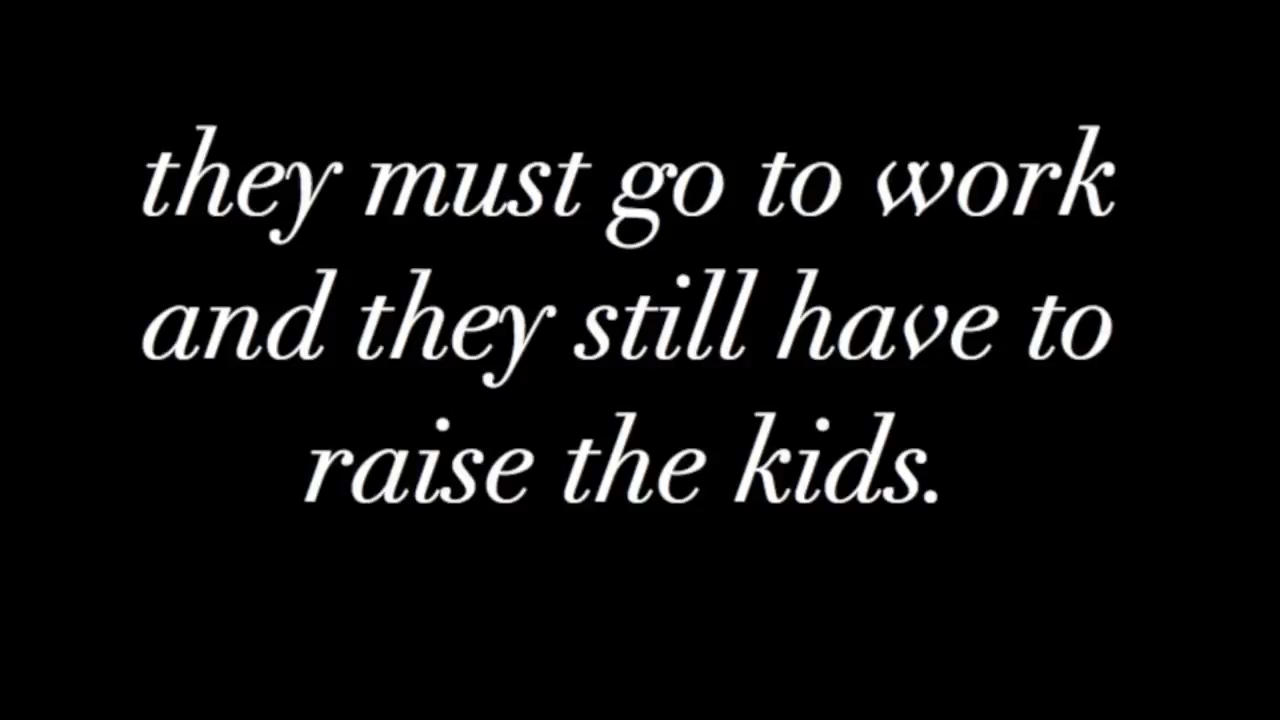 they must go to work
and they still have to
raise the kids.